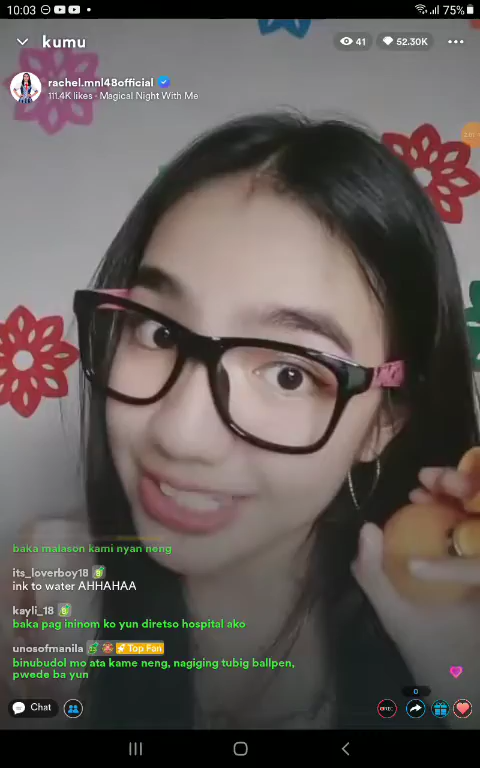 10:03
75%
kumu
41
52.30K
rachel.mnl48official
111.4K likes · Magical Night With Me
baka malason kami nyan neng
its_loverboy18
ink to water AHHAHAA
kayli_18
baka pag ininom ko yun diretso hospital ako
unosofmanila Top Fan
binubudol mo ata kame neng, nagiging tubig ballpen,
pwede ba yun
0
Chat